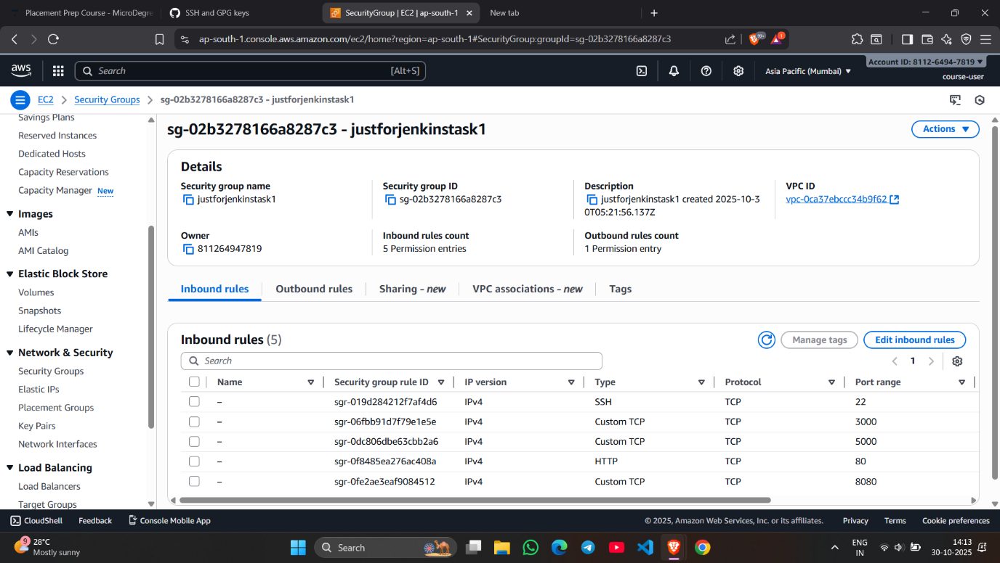 Placement Prep Course - MicroDegre
SSH and GPG keys
SecurityGroup | EC2 | ap-south-1
New tab
ap-south-1.console.aws.amazon.com/ec2/home?region=ap-south-1#SecurityGroup:groupId=sg-02b3278166a8287c3
99+
1
aws
Search
[Alt+S]
Asia Pacific (Mumbai)
Account ID: 8112-6494-7819
course-user
EC2
Security Groups
sg-02b3278166a8287c3 - justforjenkinstask1
Savings Plans
Reserved Instances
Dedicated Hosts
Capacity Reservations
Capacity Manager New
Images
AMIs
AMI Catalog
Elastic Block Store
Volumes
Snapshots
Lifecycle Manager
Network & Security
Security Groups
Elastic IPs
Placement Groups
Key Pairs
Network Interfaces
Load Balancing
Load Balancers
Target Groups
sg-02b3278166a8287c3 - justforjenkinstask1
Actions
Details
Security group name
justforjenkinstask1
Security group ID
sg-02b3278166a8287c3
Description
justforjenkinstask1 created 2025-10-3
0T05:21:56.137Z
VPC ID
vpc-0ca37ebccc34b9f62
Owner
811264947819
Inbound rules count
5 Permission entries
Outbound rules count
1 Permission entry
Inbound rules
Outbound rules
Sharing - new
VPC associations - new
Tags
Inbound rules (5)
Manage tags
Edit inbound rules
Search
1
Name Security group rule ID IP version Type Protocol Port range
– sgr-019d284212f7af4d6 IPv4 SSH TCP 22
– sgr-06fbb91d7f79e1e5e IPv4 Custom TCP TCP 3000
– sgr-0dc806dbe63cbb2a6 IPv4 Custom TCP TCP 5000
– sgr-0f8485ea276ac408a IPv4 HTTP TCP 80
– sgr-0fe2ae3eaf9084512 IPv4 Custom TCP TCP 8080
CloudShell
Feedback
Console Mobile App
© 2025, Amazon Web Services, Inc. or its affiliates.
Privacy
Terms
Cookie preferences
9
28°C
Mostly sunny
Search
ENG
IN
14:13
30-10-2025